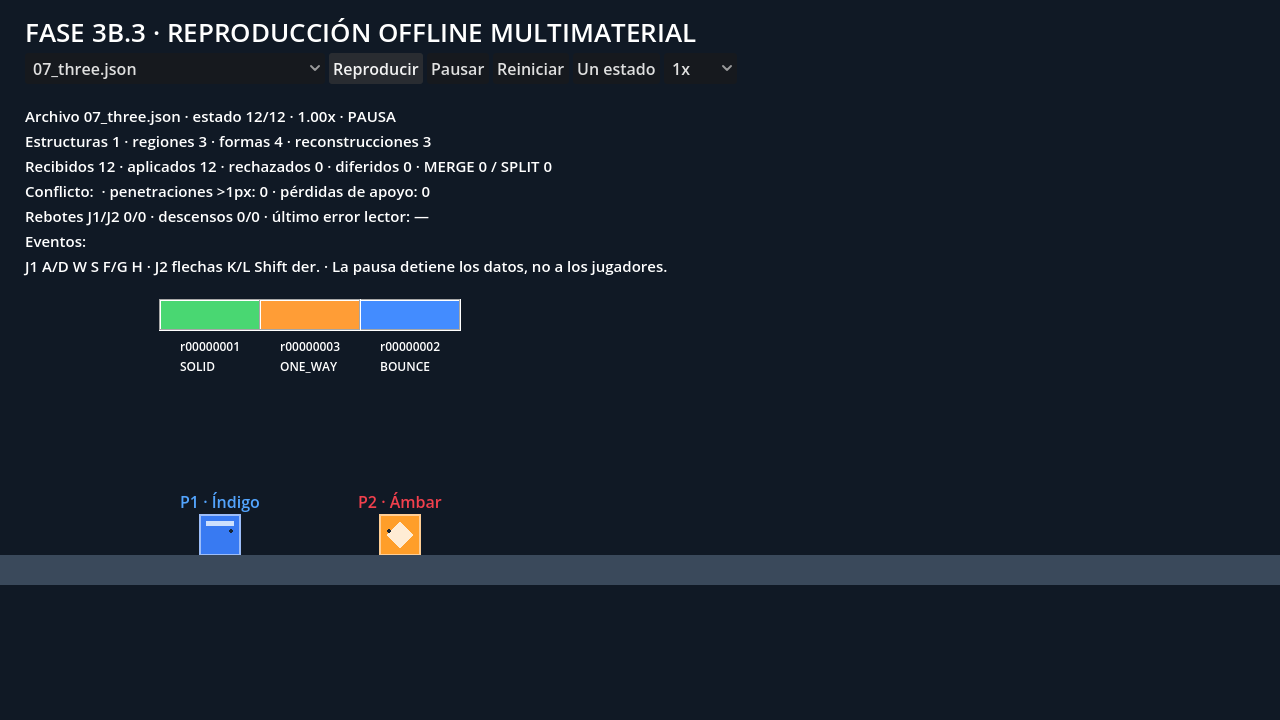 FASE 3B.3 · REPRODUCCIÓN OFFLINE MULTIMATERIAL
07_three.json Reproducir Pausar Reiniciar Un estado 1x
Archivo 07_three.json · estado 12/12 · 1.00x · PAUSA
Estructuras 1 · regiones 3 · formas 4 · reconstrucciones 3
Recibidos 12 · aplicados 12 · rechazados 0 · diferidos 0 · MERGE 0 / SPLIT 0
Conflicto:  · penetraciones >1px: 0 · pérdidas de apoyo: 0
Rebotes J1/J2 0/0 · descensos 0/0 · último error lector: —
Eventos:
J1 A/D W S F/G H · J2 flechas K/L Shift der. · La pausa detiene los datos, no a los jugadores.
r00000001 r00000003 r00000002
SOLID ONE_WAY BOUNCE
P1 · Índigo P2 · Ámbar